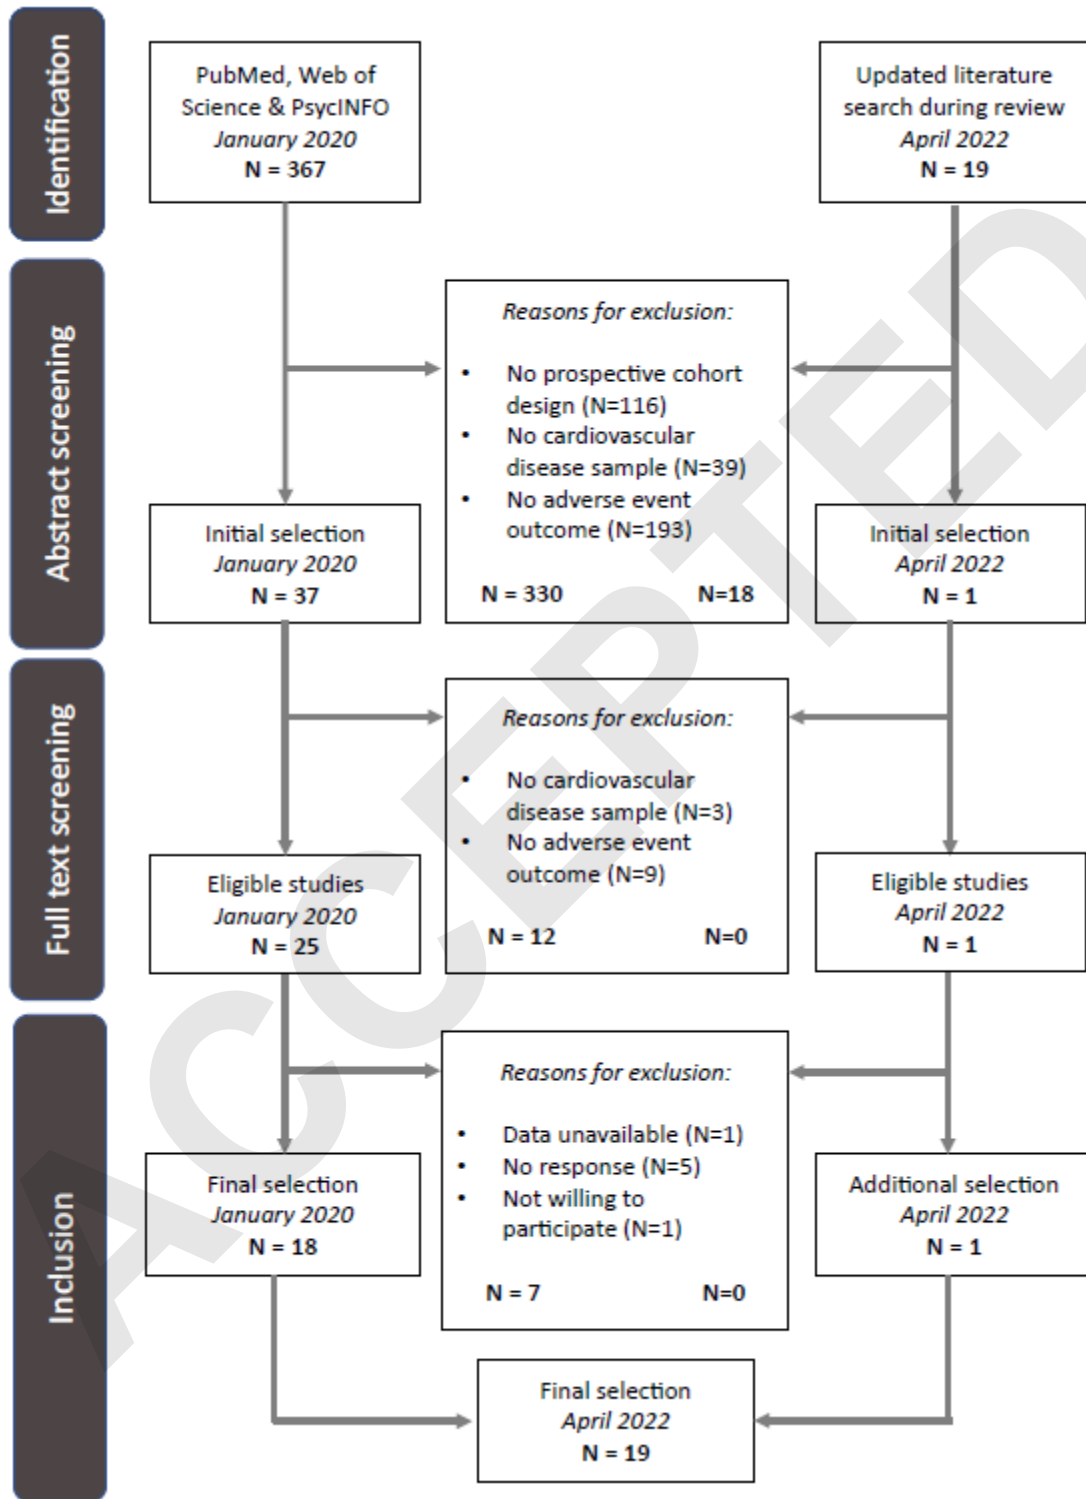 Identification
PubMed, Web of
Science & PsycINFO
January 2020
N = 367
Updated literature
search during review
April 2022
N = 19
Abstract screening
Reasons for exclusion:
• No prospective cohort
design (N=116)
• No cardiovascular
disease sample (N=39)
• No adverse event
outcome (N=193)
N = 330 N=18
Initial selection
January 2020
N = 37
Initial selection
April 2022
N = 1
Full text screening
Reasons for exclusion:
• No cardiovascular
disease sample (N=3)
• No adverse event
outcome (N=9)
N = 12 N=0
Eligible studies
January 2020
N = 25
Eligible studies
April 2022
N = 1
Inclusion
Reasons for exclusion:
• Data unavailable (N=1)
• No response (N=5)
• Not willing to
participate (N=1)
N = 7 N=0
Final selection
January 2020
N = 18
Additional selection
April 2022
N = 1
Final selection
April 2022
N = 19
ACCEPTED